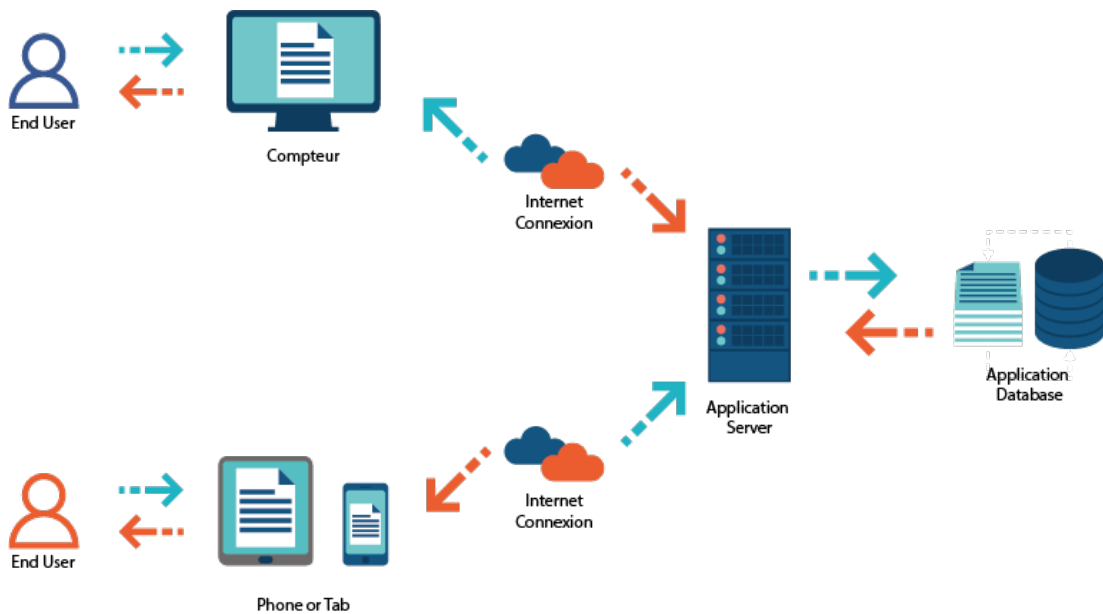 End User
Compteur
Internet
Connexion
Application
Server
Application
Database
Internet
Connexion
End User
Phone or Tab